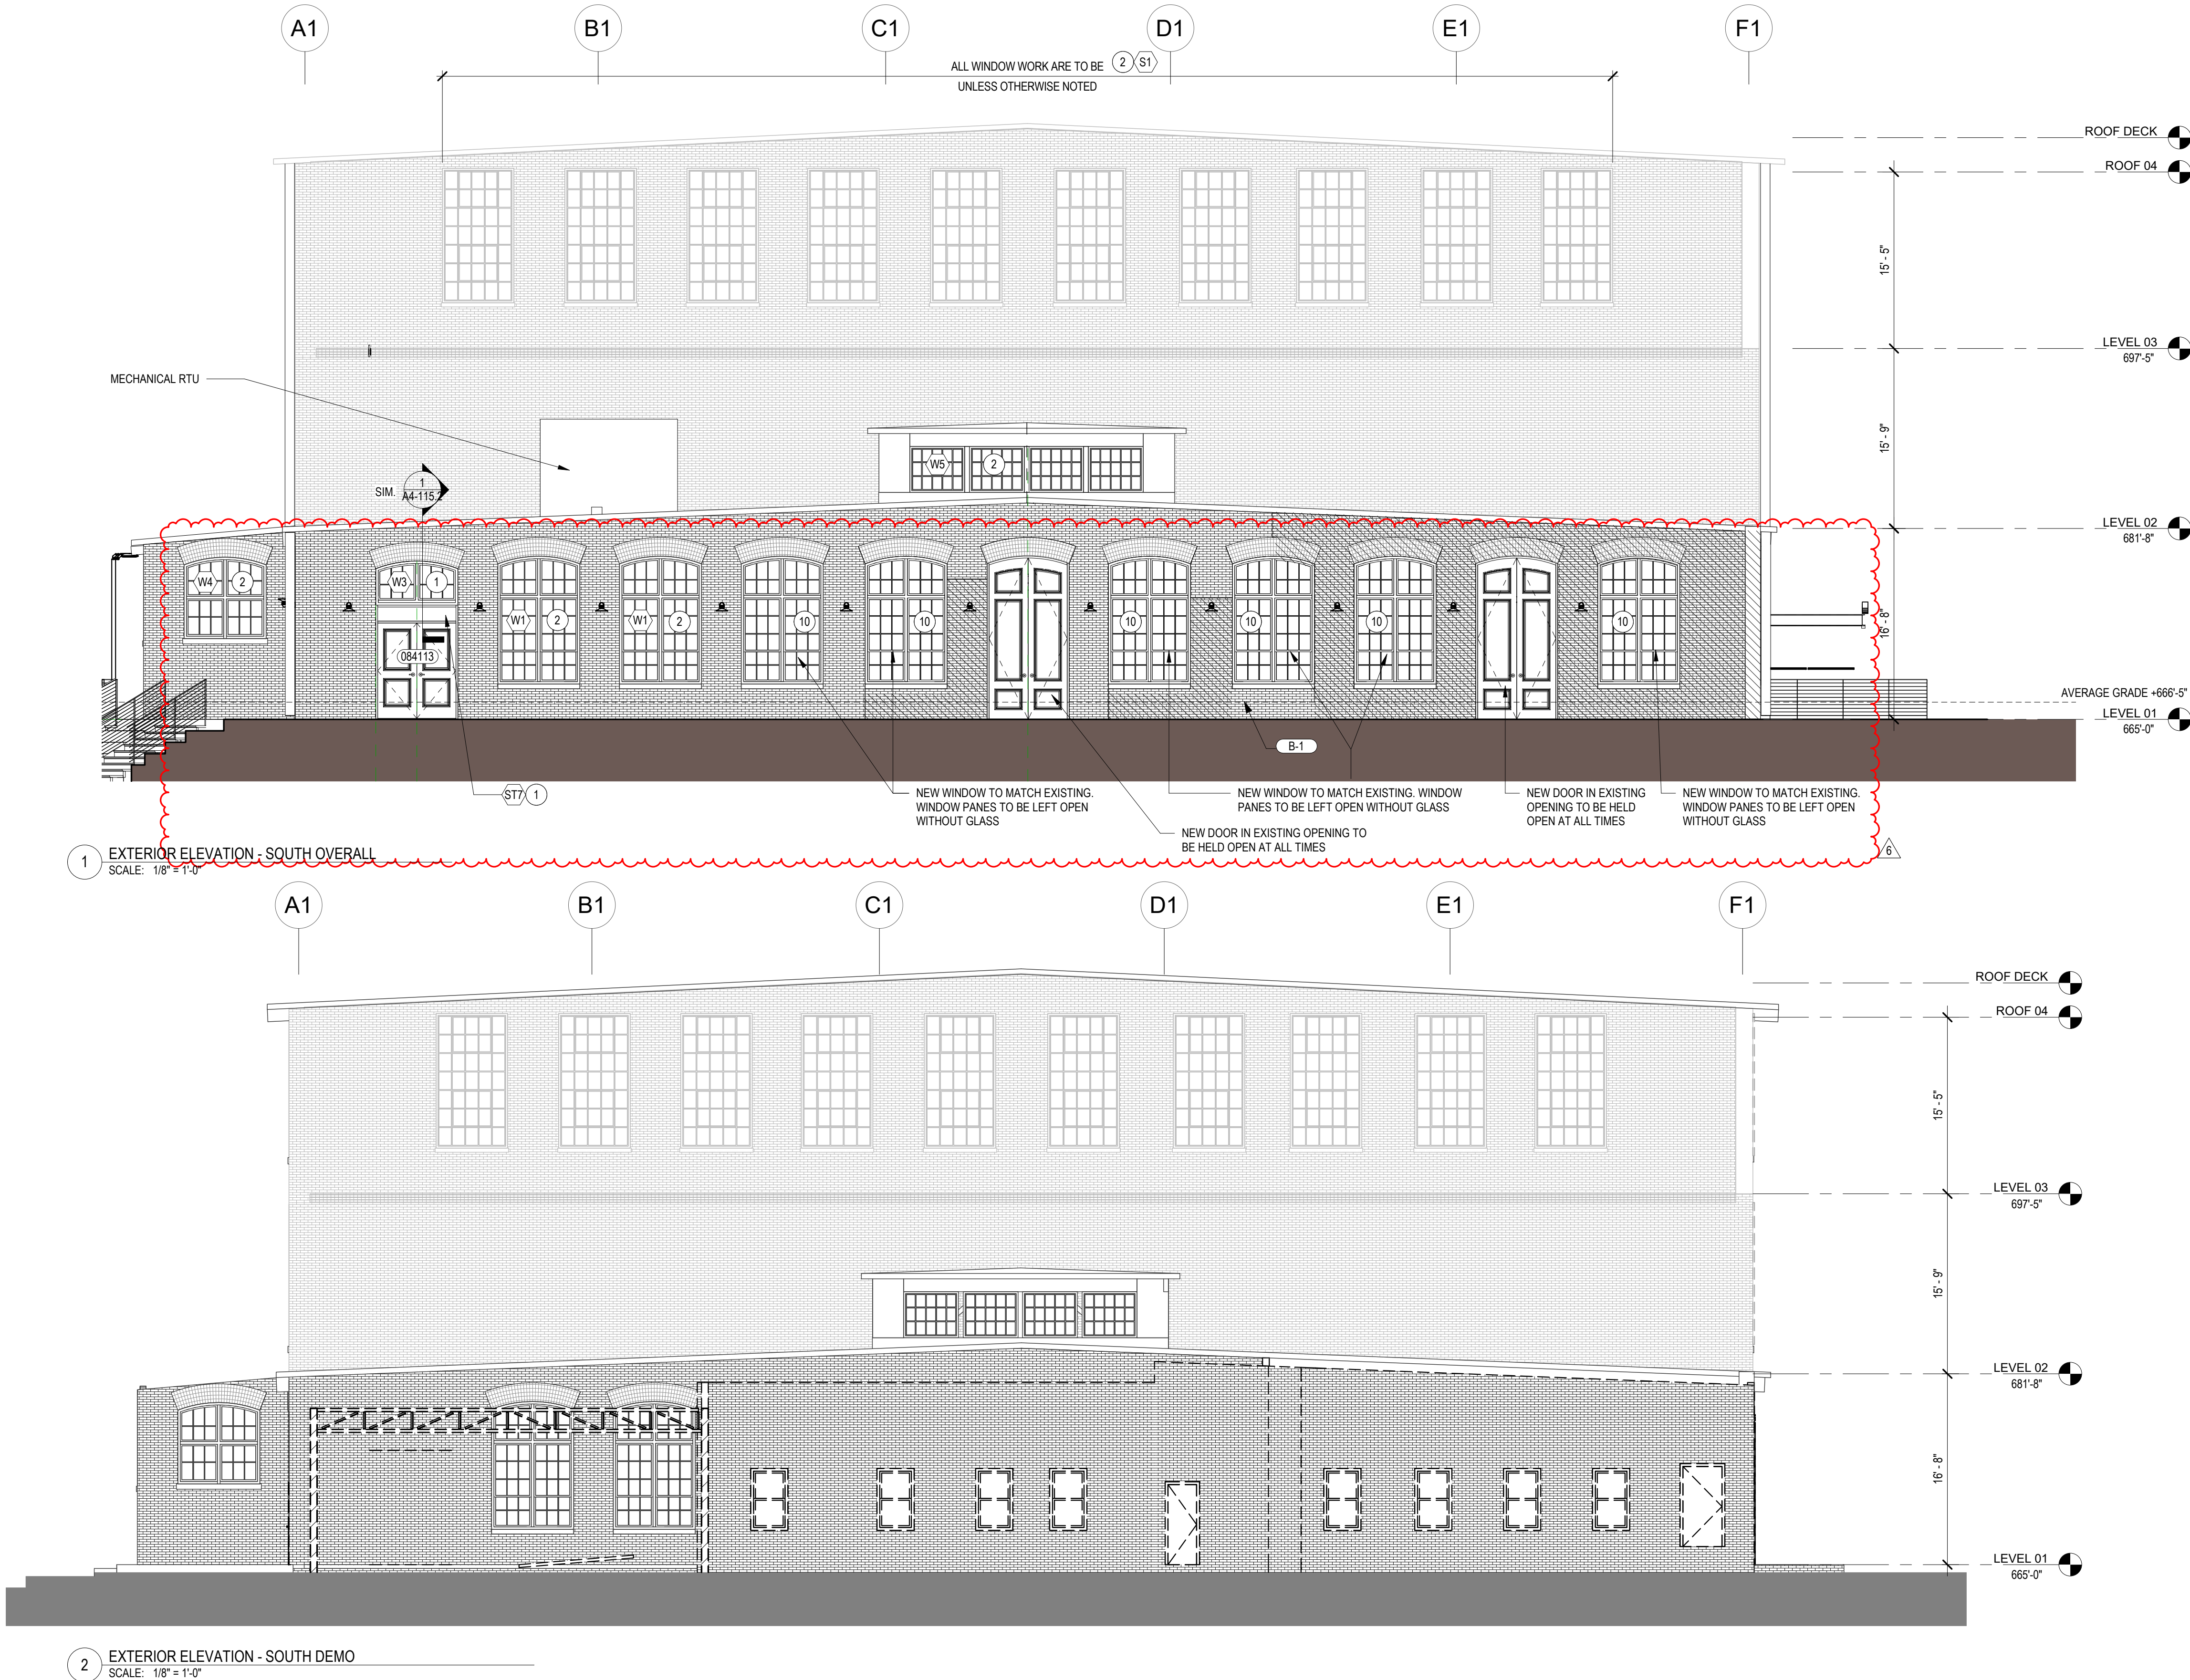 A1
B1
C1
D1
E1
F1
ALL WINDOW WORK ARE TO BE 2 S1
UNLESS OTHERWISE NOTED
ROOF DECK
ROOF 04
15' - 5"
LEVEL 03
697'-5"
MECHANICAL RTU
15' - 9"
W5 2
SIM. 1
A4-115.2
LEVEL 02
681'-8"
W4 2
W3 1
W1 2
W1 2
10
10
10
10
10
10
084113
16' - 8"
AVERAGE GRADE +666'-5"
LEVEL 01
665'-0"
B-1
ST7 1
NEW WINDOW TO MATCH EXISTING.
WINDOW PANES TO BE LEFT OPEN
WITHOUT GLASS
NEW WINDOW TO MATCH EXISTING. WINDOW
PANES TO BE LEFT OPEN WITHOUT GLASS
NEW DOOR IN EXISTING
OPENING TO BE HELD
OPEN AT ALL TIMES
NEW WINDOW TO MATCH EXISTING.
WINDOW PANES TO BE LEFT OPEN
WITHOUT GLASS
NEW DOOR IN EXISTING OPENING TO
BE HELD OPEN AT ALL TIMES
6
1 EXTERIOR ELEVATION - SOUTH OVERALL
SCALE: 1/8" = 1'-0"
A1
B1
C1
D1
E1
F1
ROOF DECK
ROOF 04
15' - 5"
LEVEL 03
697'-5"
15' - 9"
LEVEL 02
681'-8"
16' - 8"
LEVEL 01
665'-0"
2 EXTERIOR ELEVATION - SOUTH DEMO
SCALE: 1/8" = 1'-0"